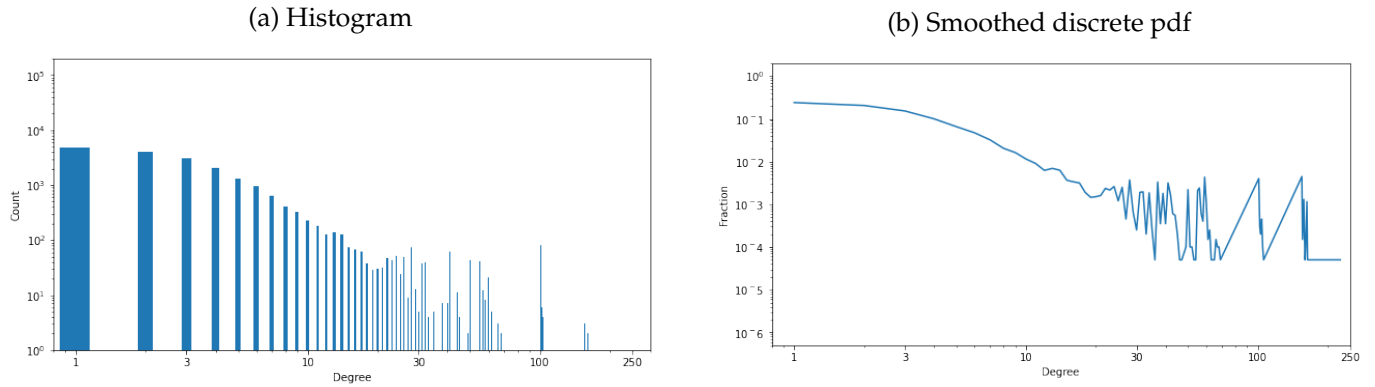 (a) Histogram
(b) Smoothed discrete pdf
10⁵
10⁴
10³
10²
10¹
10⁰
Count
1 3 10 30 100 250
Degree
10⁰
10⁻¹
10⁻²
10⁻³
10⁻⁴
10⁻⁵
10⁻⁶
Fraction
1 3 10 30 100 250
Degree